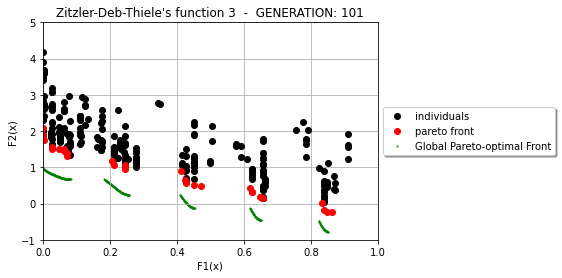 Zitzler-Deb-Thiele's function 3  -  GENERATION: 101
5
4
3
2
1
0
−1
F2(x)
0.0 0.2 0.4 0.6 0.8 1.0
F1(x)
individuals
pareto front
Global Pareto-optimal Front